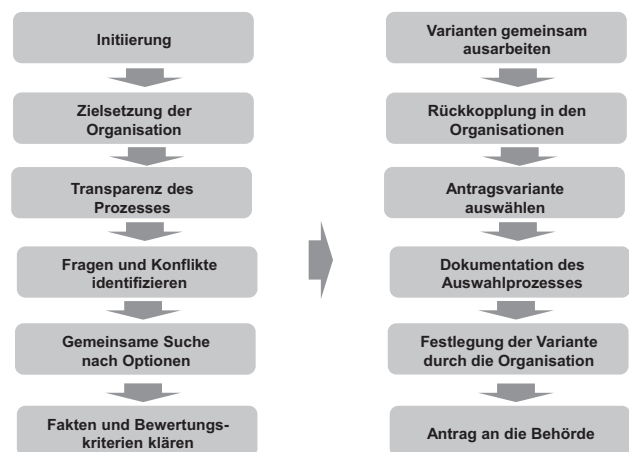 Initiierung
Zielsetzung der
Organisation
Transparenz des
Prozesses
Fragen und Konflikte
identifizieren
Gemeinsame Suche
nach Optionen
Fakten und Bewertungs-
kriterien klären
Varianten gemeinsam
ausarbeiten
Rückkopplung in den
Organisationen
Antragsvariante
auswählen
Dokumentation des
Auswahlprozesses
Festlegung der Variante
durch die Organisation
Antrag an die Behörde